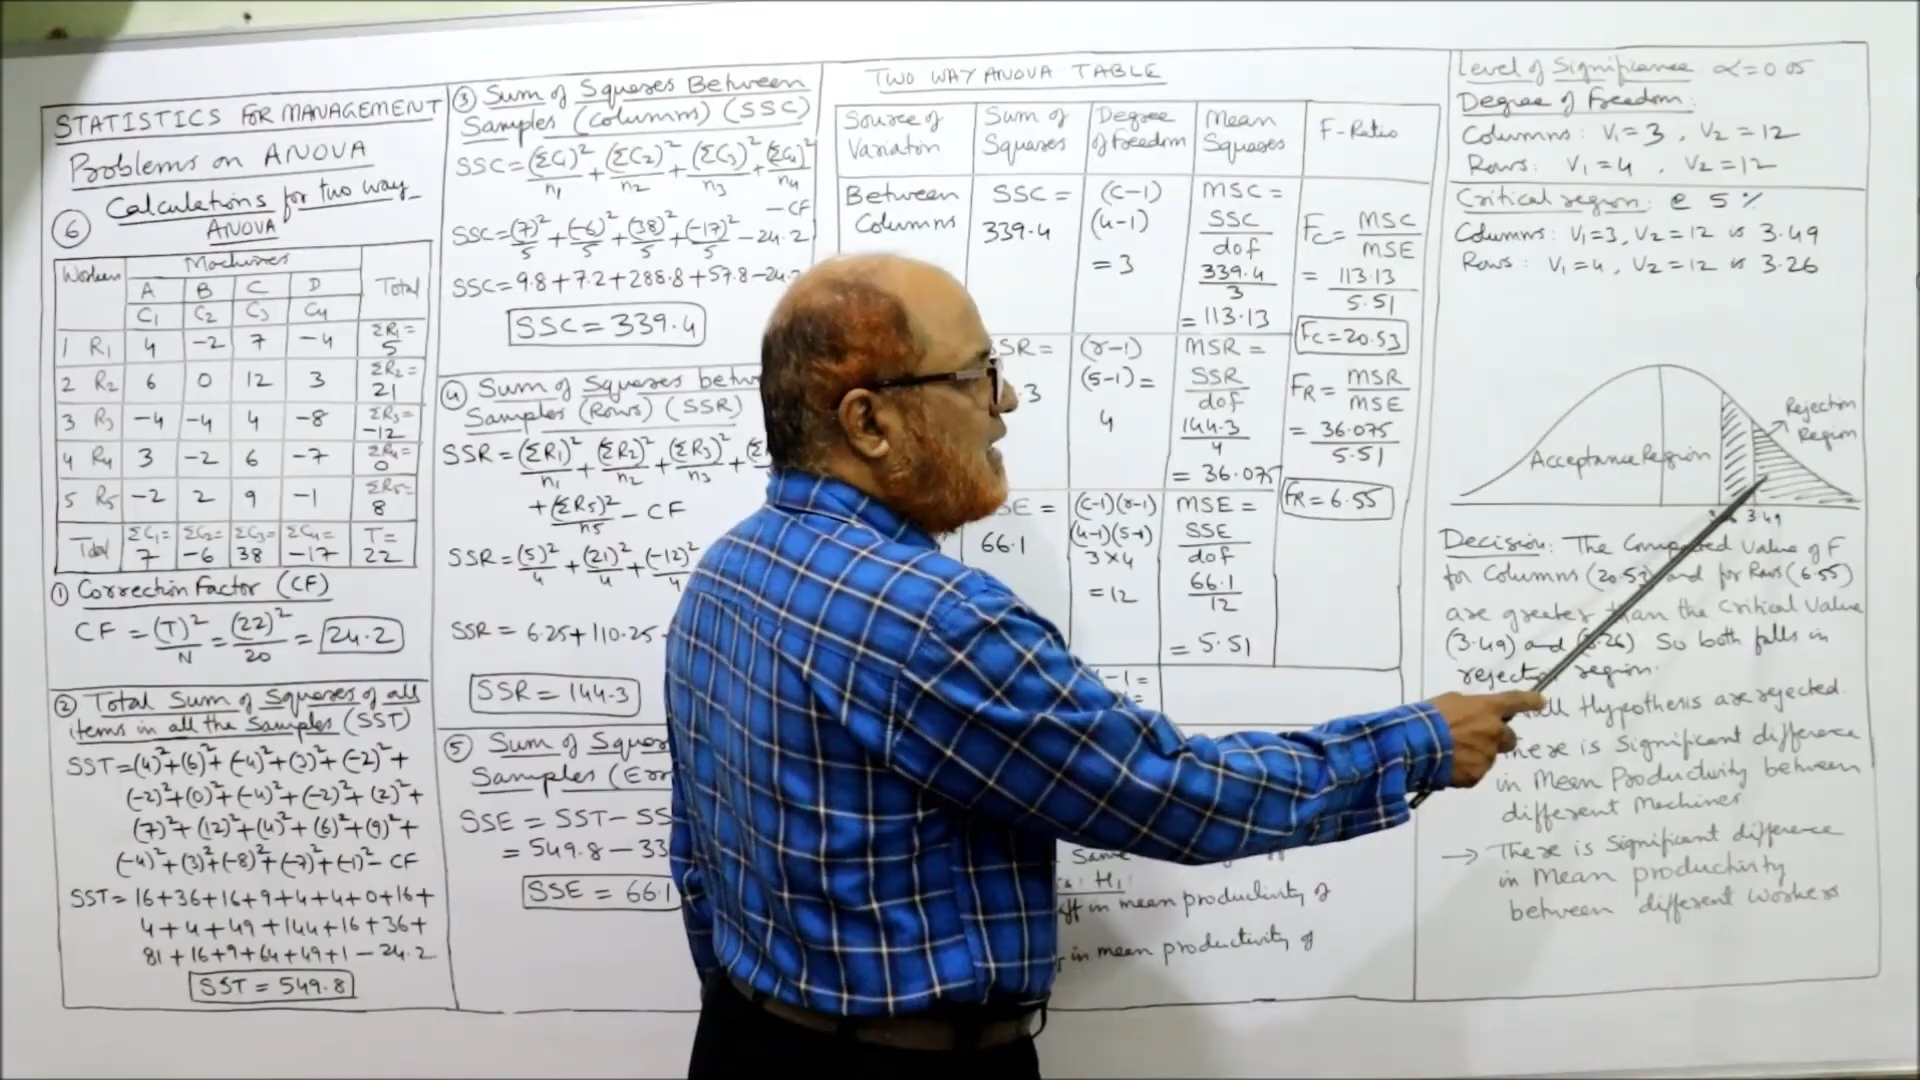 STATISTICS FOR MANAGEMENT
Problems on ANOVA
⑥ Calculations for two way
ANOVA
Workers Machines Total
A B C D
C₁ C₂ C₃ C₄
1 R₁ 4 -2 7 -4 ΣR₁= 5
2 R₂ 6 0 12 3 ΣR₂= 21
3 R₃ -4 -4 4 -8 ΣR₃= -12
4 R₄ 3 -2 6 -7 ΣR₄= 0
5 R₅ -2 2 9 -1 ΣR₅= 8
Total ΣC₁= 7 ΣC₂= -6 ΣC₃= 38 ΣC₄= -17 T= 22
① Correction Factor (CF)
CF = (T)²/N = (22)²/20 = 24.2
② Total Sum of Squares of all
items in all the Samples (SST)
SST=(4)²+(6)²+(-4)²+(3)²+(-2)²+
(-2)²+(0)²+(-4)²+(-2)²+(2)²+
(7)²+(12)²+(4)²+(6)²+(9)²+
(-4)²+(3)²+(-8)²+(-7)²+(-1)²-CF
SST=16+36+16+9+4+4+0+16+
4+4+49+144+16+36+
81+16+9+64+49+1-24.2
SST = 549.8
③ Sum of Squares Between
Samples (Columns) (SSC)
SSC=(ΣC₁)²/n₁+(ΣC₂)²/n₂+(ΣC₃)²/n₃+(ΣC₄)²/n₄
-CF
SSC=(7)²/5+(-6)²/5+(38)²/5+(-17)²/5-24.2
SSC=9.8+7.2+288.8+57.8-24.2
SSC=339.4
④ Sum of Squares betw
Samples (Rows) (SSR)
SSR=(ΣR₁)²/n₁+(ΣR₂)²/n₂+(ΣR₃)²/n₃+
+(ΣR₅)²/n₅-CF
SSR=(5)²/4+(21)²/4+(-12)²/4
SSR=6.25+110.25
SSR=144.3
⑤ Sum of Squar
Samples (Err
SSE = SST-SS
= 549.8-33
SSE = 66.1
TWO WAY ANOVA TABLE
Source of Variation Sum of Squares Degree of Freedom Mean Squares F-Ratio
Between Columns SSC = 339.4 (C-1) (4-1) =3 MSC = SSC/dof 339.4/3 = 113.13 Fc= MSC/MSE = 113.13/5.51 Fc=20.53
SSR = .3 (r-1) (5-1)= 4 MSR = SSR/dof 144.3/4 = 36.075 FR= MSR/MSE = 36.075/5.51 FR=6.55
SE = 66.1 (C-1)(r-1) (4-1)(5-1) 3×4 =12 MSE = SSE/dof 66.1/12 = 5.51
-1=
Same
H₁:
diff in mean productivity of
in mean productivity of
Level of Significance α=0.05
Degree of Freedom:
Columns: V₁=3, V₂=12
Rows: V₁=4, V₂=12
Critical region: @ 5%
Columns: V₁=3, V₂=12 is 3.49
Rows: V₁=4, V₂=12 is 3.26
Acceptance Region
Rejection
Region
3.49
Decision: The Computed Value of F
for Columns (20.53) and for Rows (6.55)
are greater than the Critical Value
(3.49) and (3.26). So both falls in
rejection region.
Hypothesis are rejected.
There is Significant difference
in Mean Productivity between
different Machines
→ There is Significant difference
in Mean productivity
between different workers